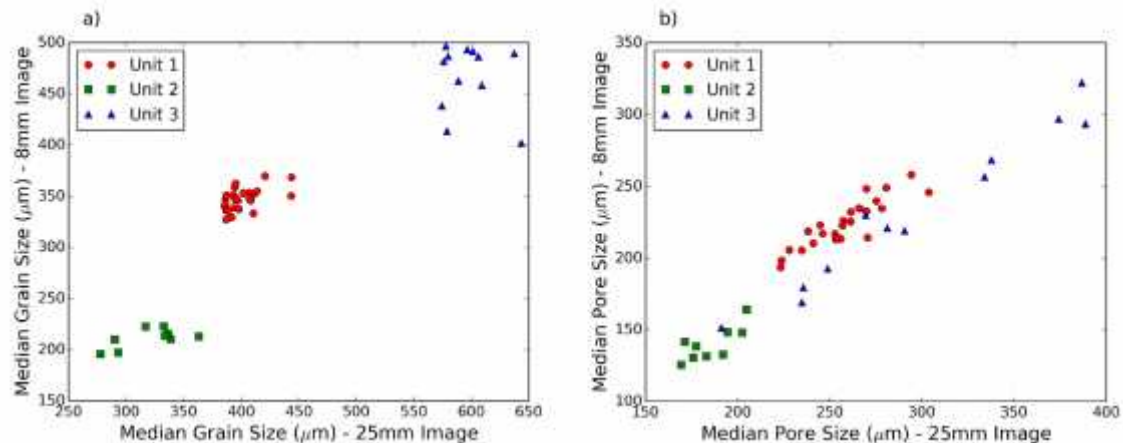 a)
Median Grain Size (μm) - 8mm Image
500
450
400
350
300
250
200
150
Unit 1
Unit 2
Unit 3
250 300 350 400 450 500 550 600 650
Median Grain Size (μm) - 25mm Image
b)
Median Pore Size (μm) - 8mm Image
350
300
250
200
150
100
Unit 1
Unit 2
Unit 3
150 200 250 300 350 400
Median Pore Size (μm) - 25mm Image